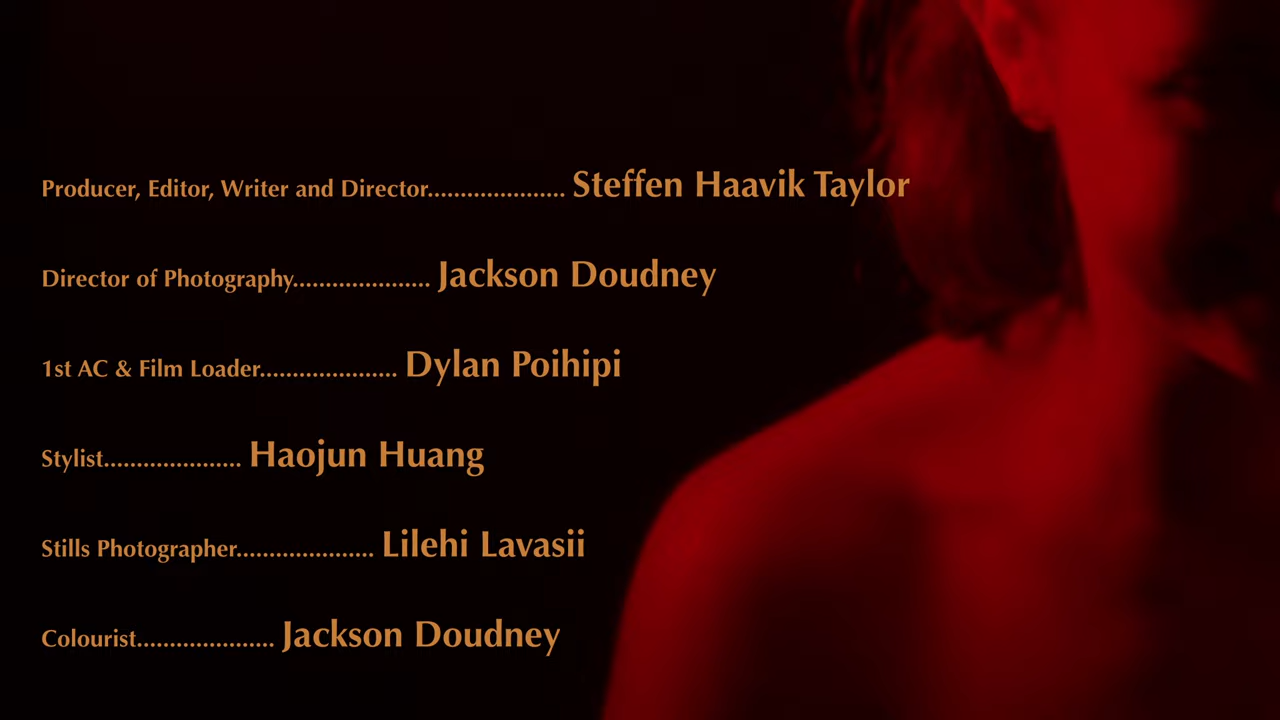 Producer, Editor, Writer and Director..................... Steffen Haavik Taylor
Director of Photography..................... Jackson Doudney
1st AC & Film Loader..................... Dylan Poihipi
Stylist..................... Haojun Huang
Stills Photographer..................... Lilehi Lavasii
Colourist..................... Jackson Doudney